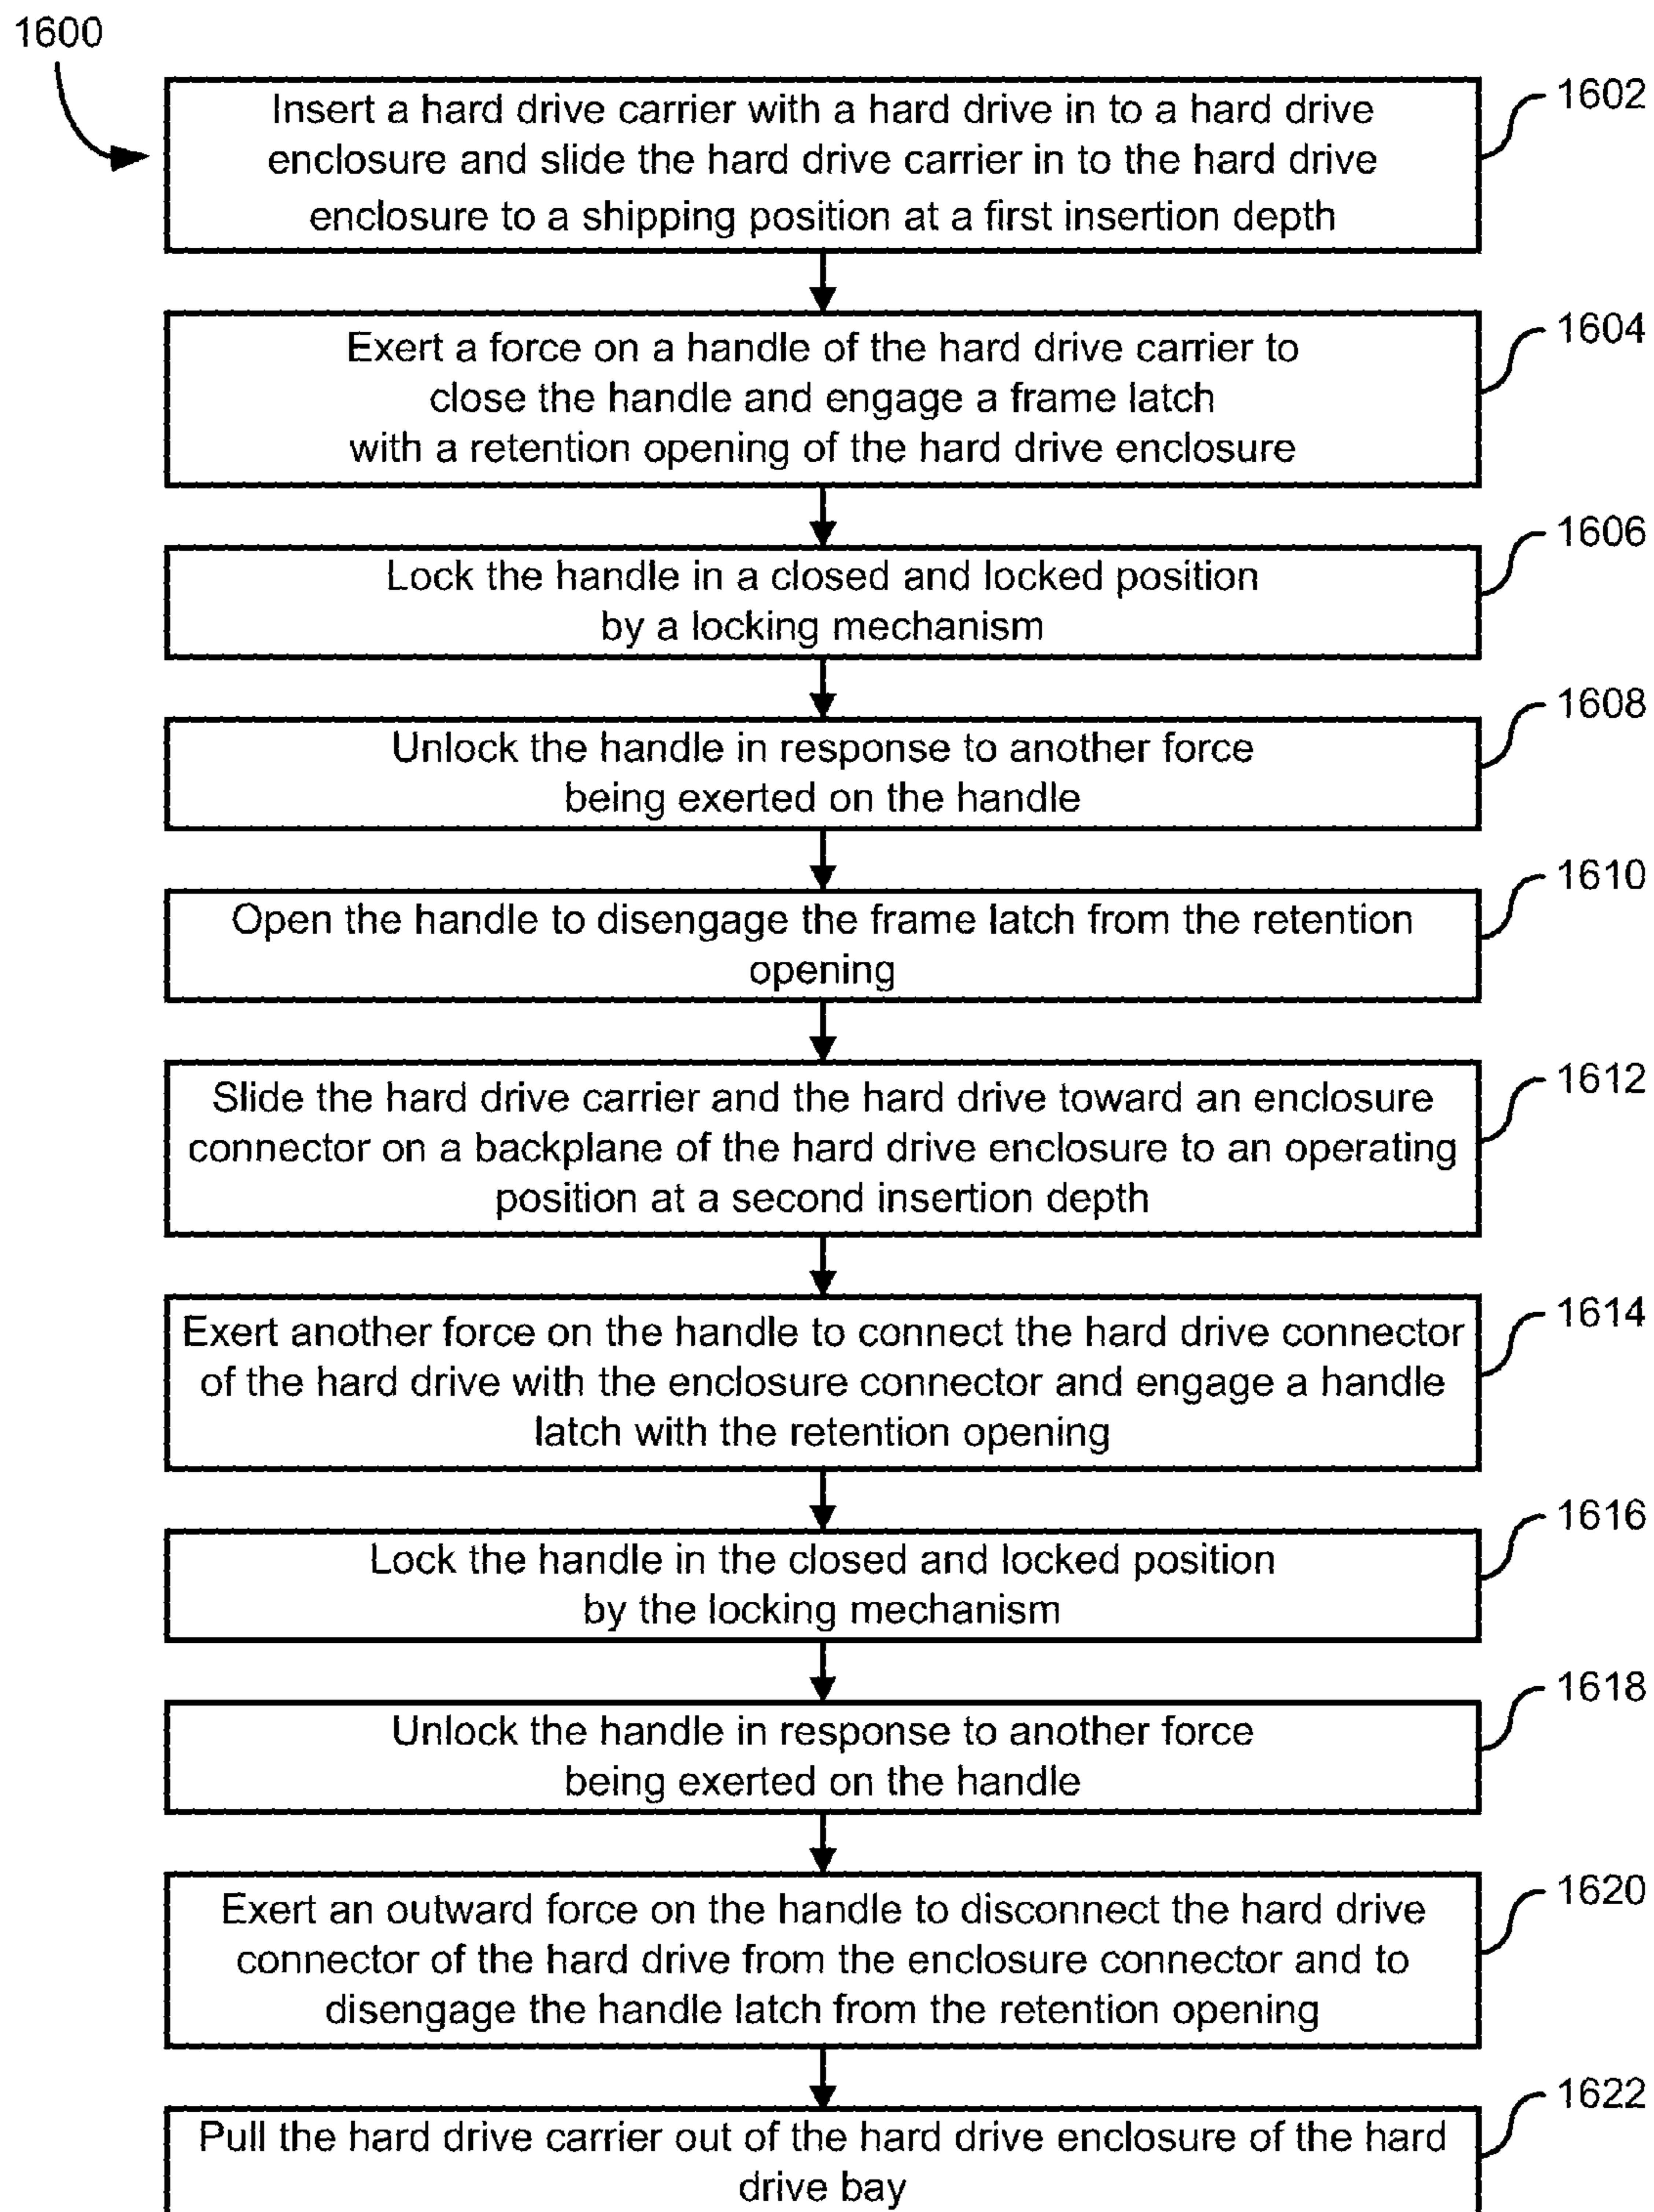 1600
Insert a hard drive carrier with a hard drive in to a hard drive
enclosure and slide the hard drive carrier in to the hard drive
enclosure to a shipping position at a first insertion depth
1602
Exert a force on a handle of the hard drive carrier to
close the handle and engage a frame latch
with a retention opening of the hard drive enclosure
1604
Lock the handle in a closed and locked position
by a locking mechanism
1606
Unlock the handle in response to another force
being exerted on the handle
1608
Open the handle to disengage the frame latch from the retention
opening
1610
Slide the hard drive carrier and the hard drive toward an enclosure
connector on a backplane of the hard drive enclosure to an operating
position at a second insertion depth
1612
Exert another force on the handle to connect the hard drive connector
of the hard drive with the enclosure connector and engage a handle
latch with the retention opening
1614
Lock the handle in the closed and locked position
by the locking mechanism
1616
Unlock the handle in response to another force
being exerted on the handle
1618
Exert an outward force on the handle to disconnect the hard drive
connector of the hard drive from the enclosure connector and to
disengage the handle latch from the retention opening
1620
Pull the hard drive carrier out of the hard drive enclosure of the hard
drive bay
1622